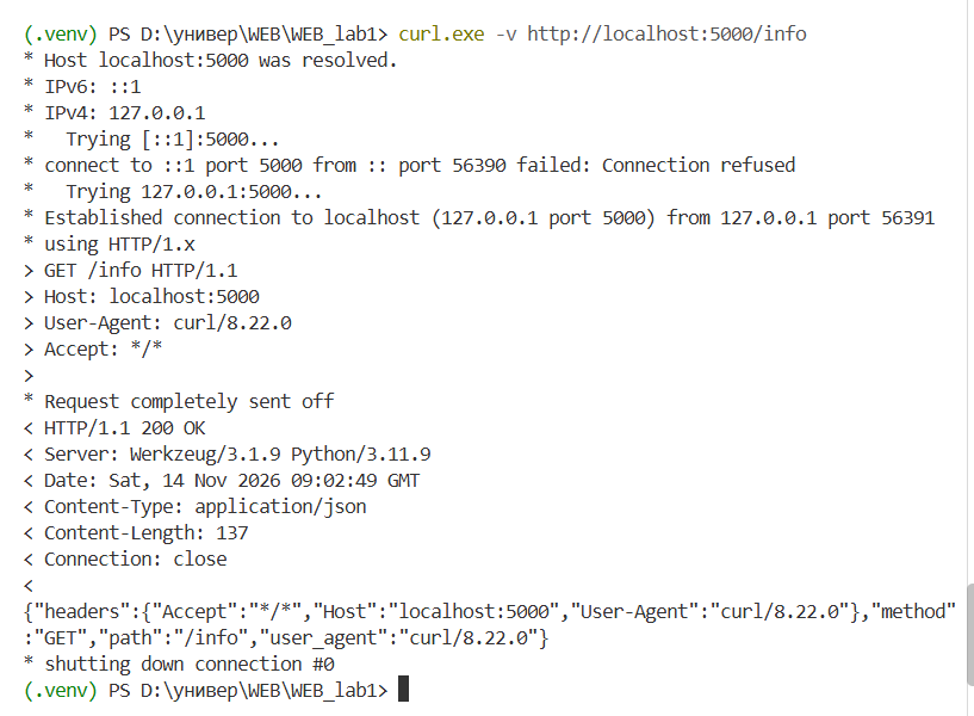 (.venv) PS D:\универ\WEB\WEB_lab1> curl.exe -v http://localhost:5000/info
* Host localhost:5000 was resolved.
* IPv6: ::1
* IPv4: 127.0.0.1
*   Trying [::1]:5000...
* connect to ::1 port 5000 from :: port 56390 failed: Connection refused
*   Trying 127.0.0.1:5000...
* Established connection to localhost (127.0.0.1 port 5000) from 127.0.0.1 port 56391
* using HTTP/1.x
> GET /info HTTP/1.1
> Host: localhost:5000
> User-Agent: curl/8.22.0
> Accept: */*
>
* Request completely sent off
< HTTP/1.1 200 OK
< Server: Werkzeug/3.1.9 Python/3.11.9
< Date: Sat, 14 Nov 2026 09:02:49 GMT
< Content-Type: application/json
< Content-Length: 137
< Connection: close
<
{"headers":{"Accept":"*/*","Host":"localhost:5000","User-Agent":"curl/8.22.0"},"method"
:"GET","path":"/info","user_agent":"curl/8.22.0"}
* shutting down connection #0
(.venv) PS D:\универ\WEB\WEB_lab1>